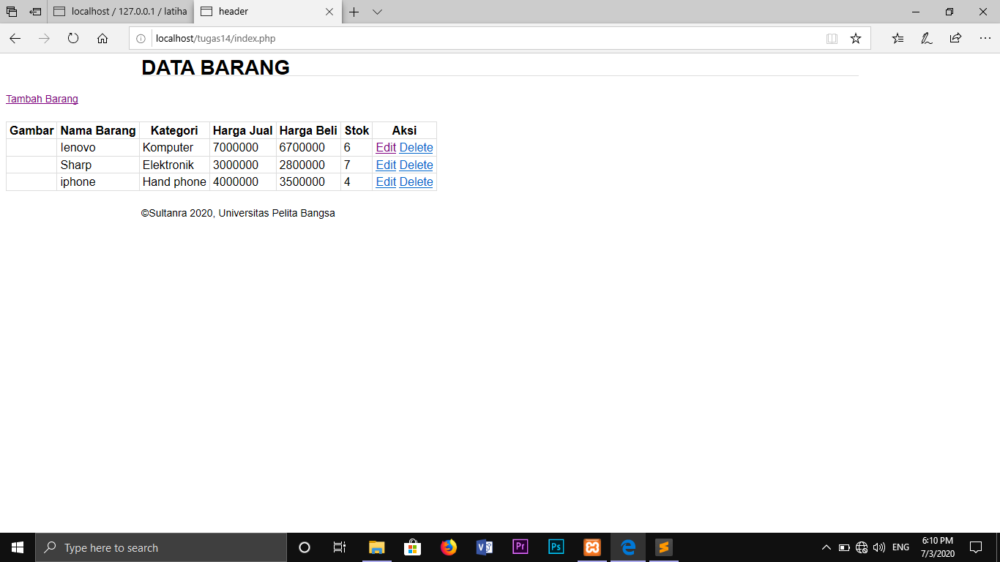 localhost / 127.0.0.1 / latiha
header
localhost/tugas14/index.php
DATA BARANG
Tambah Barang
Gambar Nama Barang Kategori Harga Jual Harga Beli Stok Aksi
lenovo Komputer 7000000 6700000 6 Edit Delete
Sharp Elektronik 3000000 2800000 7 Edit Delete
iphone Hand phone 4000000 3500000 4 Edit Delete
©Sultanra 2020, Universitas Pelita Bangsa
Type here to search
Pr
Ps
ENG
6:10 PM
7/3/2020